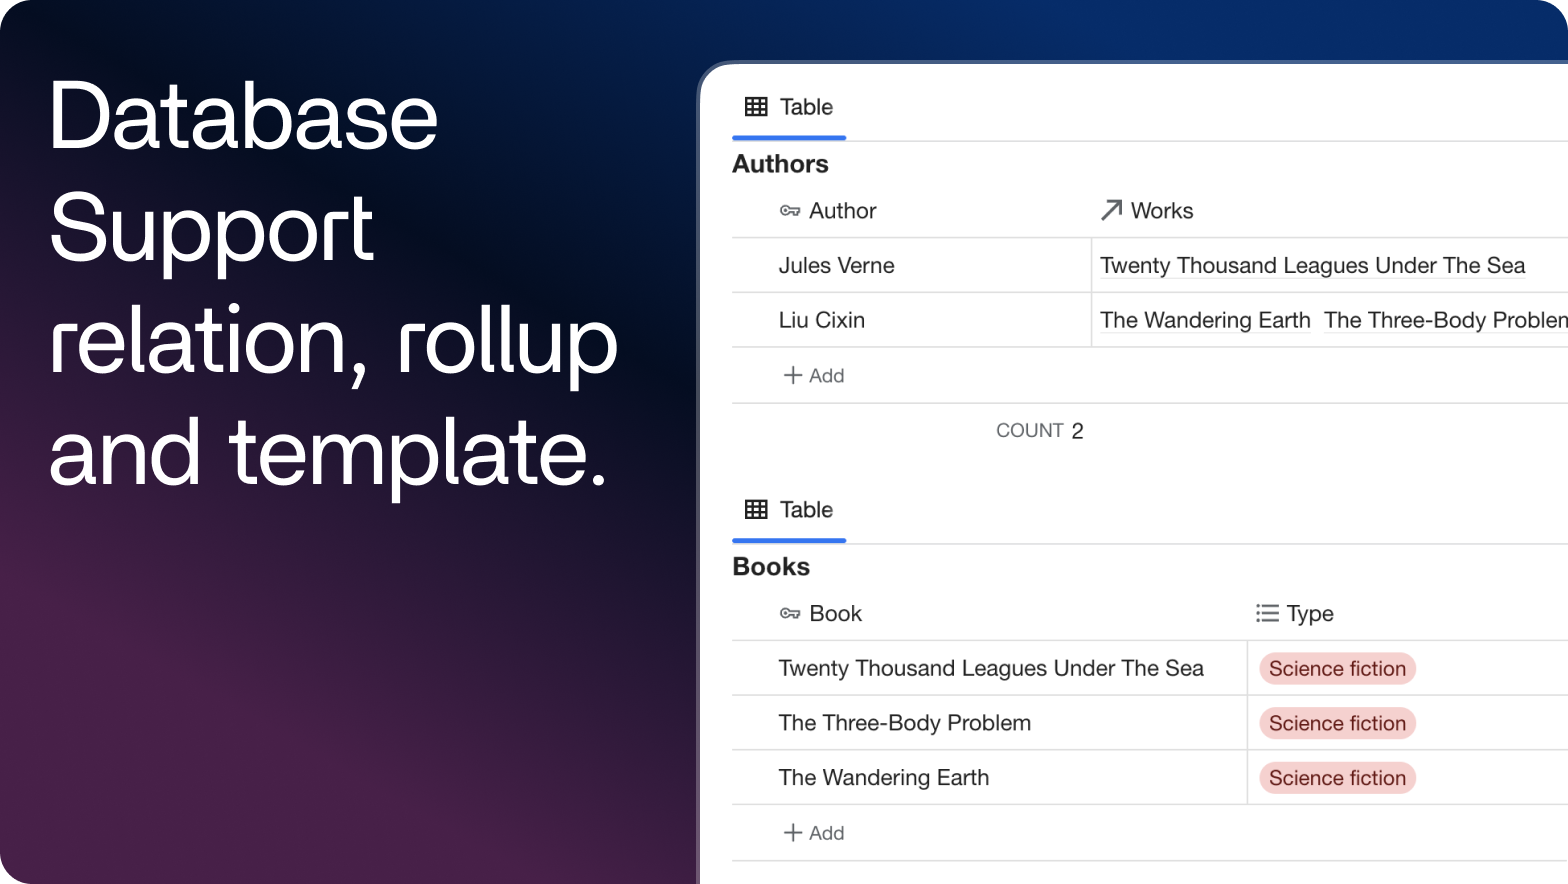 Database
Support
relation, rollup
and template.
Table
Authors
Author Works
Jules Verne Twenty Thousand Leagues Under The Sea
Liu Cixin The Wandering Earth The Three-Body Problem
Add
COUNT 2
Table
Books
Book Type
Twenty Thousand Leagues Under The Sea Science fiction
The Three-Body Problem Science fiction
The Wandering Earth Science fiction
Add